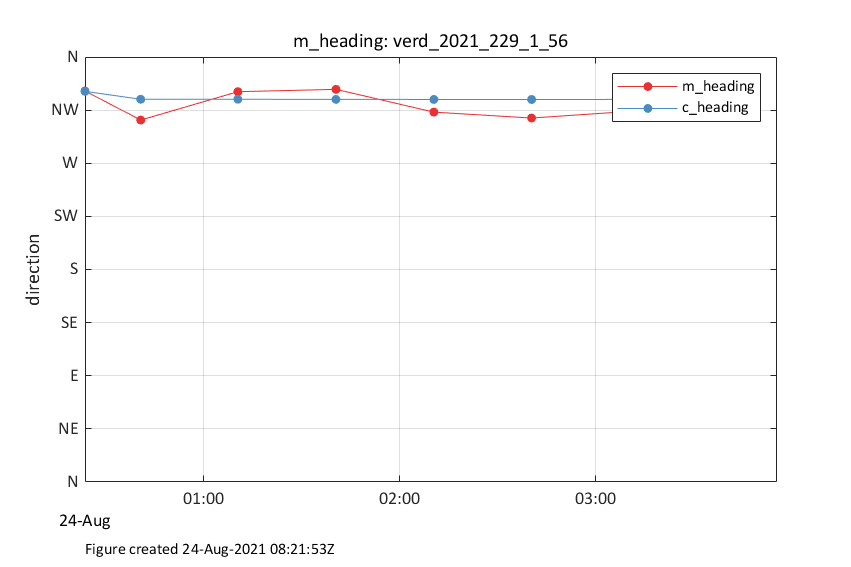 m_heading: verd_2021_229_1_56
N
NW
W
SW
S
SE
E
NE
N
direction
m_heading
c_heading
01:00 02:00 03:00
24-Aug
Figure created 24-Aug-2021 08:21:53Z